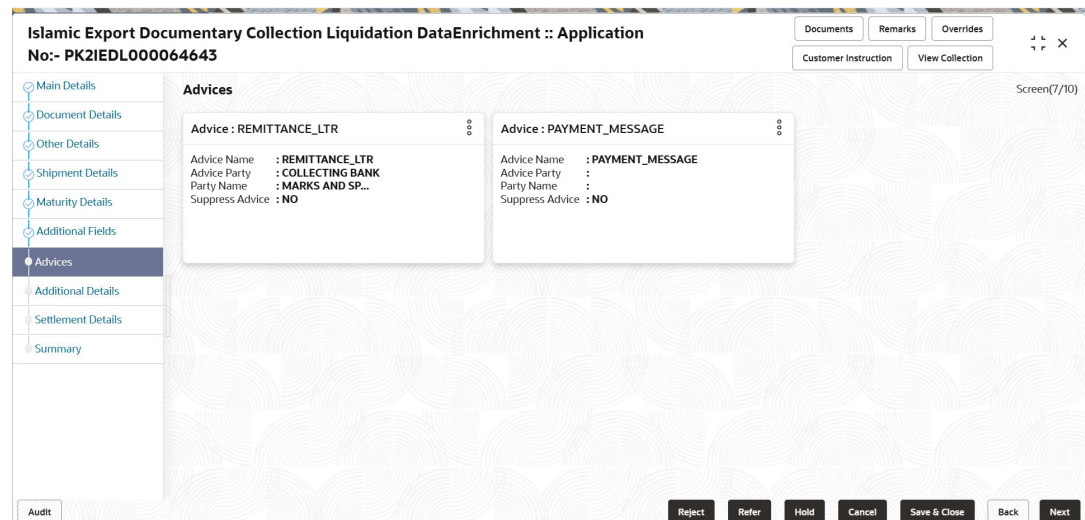 Islamic Export Documentary Collection Liquidation DataEnrichment :: Application
No:- PK2IEDL000064643
Documents
Remarks
Overrides
Customer Instruction
View Collection
Main Details
Document Details
Other Details
Shipment Details
Maturity Details
Additional Fields
Advices
Additional Details
Settlement Details
Summary
Advices
Screen(7/10)
Advice : REMITTANCE_LTR
Advice Name : REMITTANCE_LTR
Advice Party : COLLECTING BANK
Party Name : MARKS AND SP...
Suppress Advice : NO
Advice : PAYMENT_MESSAGE
Advice Name : PAYMENT_MESSAGE
Advice Party :
Party Name :
Suppress Advice : NO
Audit
Reject
Refer
Hold
Cancel
Save & Close
Back
Next